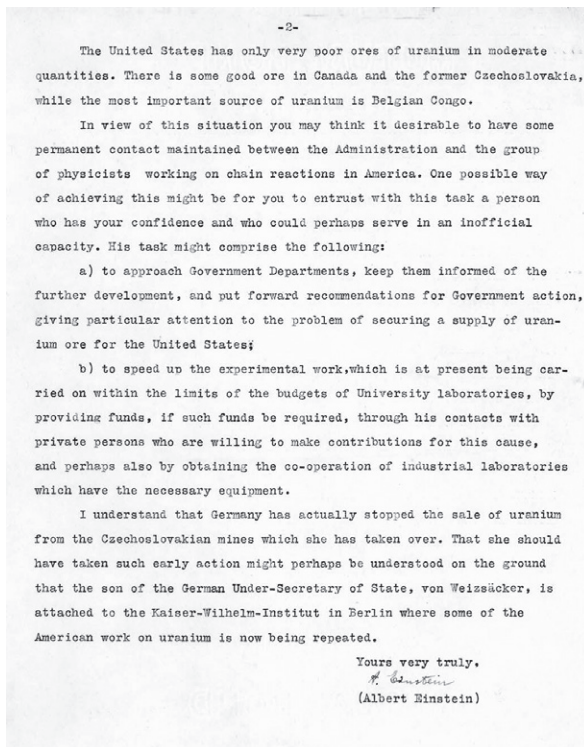 -2-
The United States has only very poor ores of uranium in moderate
quantities. There is some good ore in Canada and the former Czechoslovakia,
while the most important source of uranium is Belgian Congo.
In view of this situation you may think it desirable to have some
permanent contact maintained between the Administration and the group
of physicists working on chain reactions in America. One possible way
of achieving this might be for you to entrust with this task a person
who has your confidence and who could perhaps serve in an inofficial
capacity. His task might comprise the following:
a) to approach Government Departments, keep them informed of the
further development, and put forward recommendations for Government action,
giving particular attention to the problem of securing a supply of uran-
ium ore for the United States;
b) to speed up the experimental work,which is at present being car-
ried on within the limits of the budgets of University laboratories, by
providing funds, if such funds be required, through his contacts with
private persons who are willing to make contributions for this cause,
and perhaps also by obtaining the co-operation of industrial laboratories
which have the necessary equipment.
I understand that Germany has actually stopped the sale of uranium
from the Czechoslovakian mines which she has taken over. That she should
have taken such early action might perhaps be understood on the ground
that the son of the German Under-Secretary of State, von Weizsäcker, is
attached to the Kaiser-Wilhelm-Institut in Berlin where some of the
American work on uranium is now being repeated.
Yours very truly.
A. Einstein
(Albert Einstein)